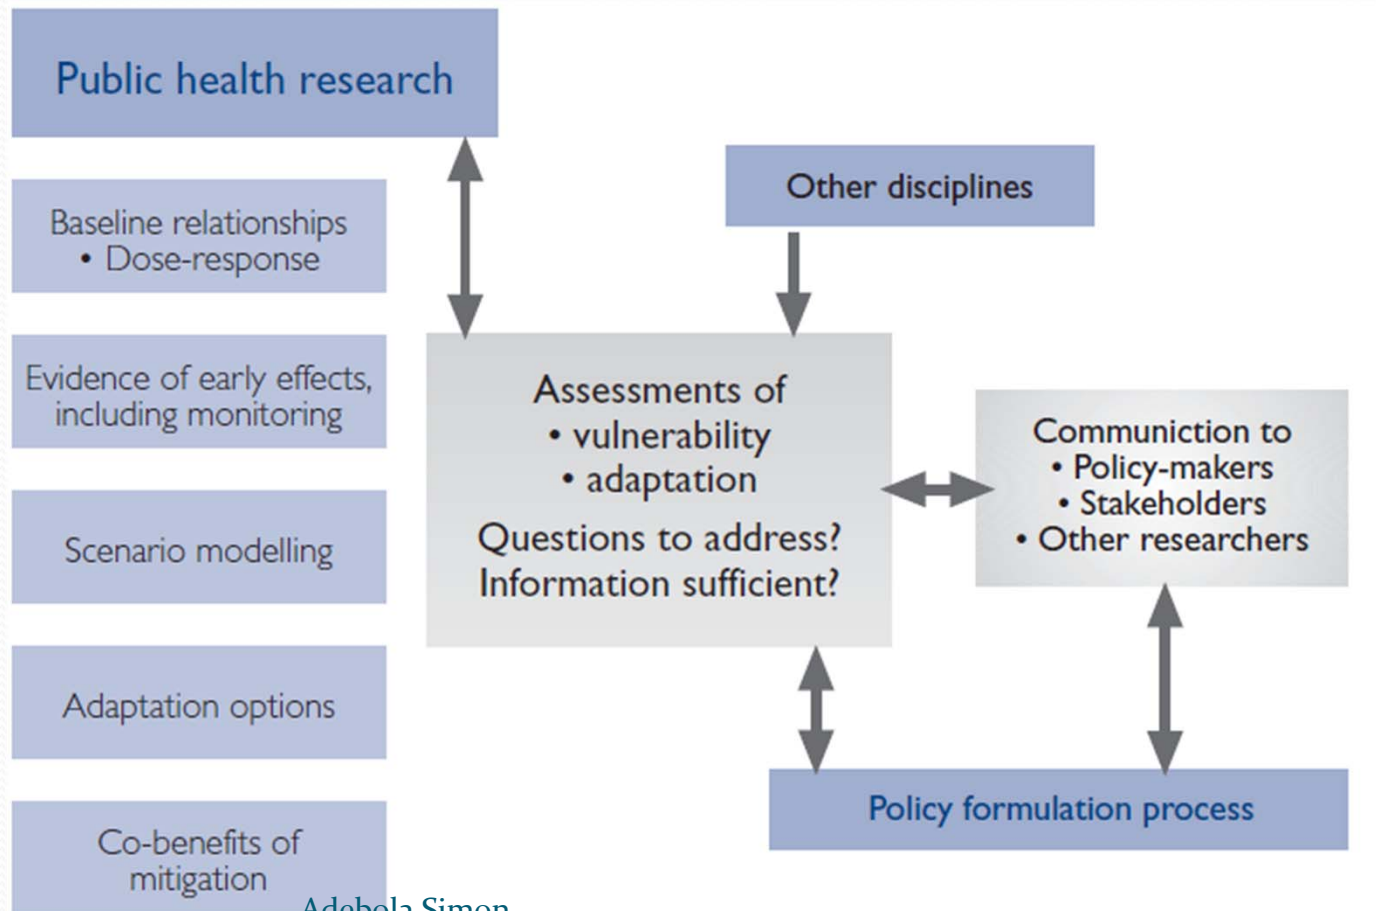 Public health research
Baseline relationships
• Dose-response
Evidence of early effects,
including monitoring
Scenario modelling
Adaptation options
Co-benefits of
mitigation
Other disciplines
Assessments of
• vulnerability
• adaptation
Questions to address?
Information sufficient?
Communiction to
• Policy-makers
• Stakeholders
• Other researchers
Policy formulation process
Adebola Simon